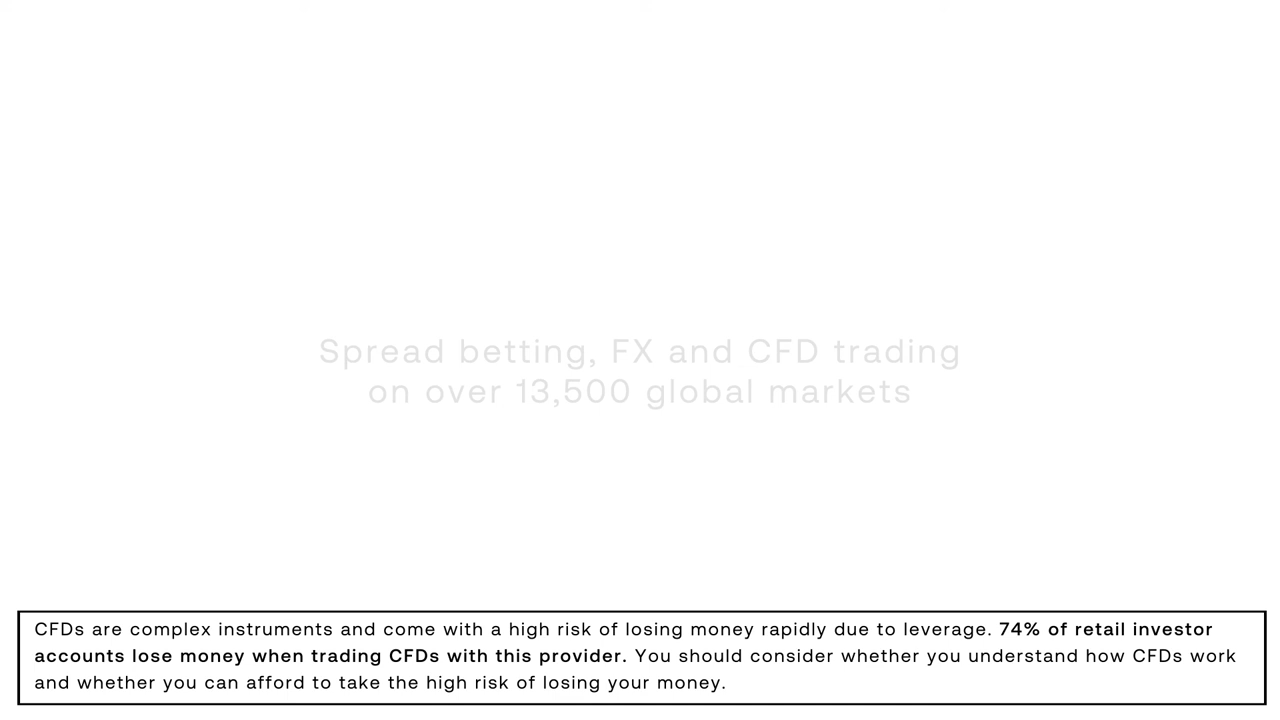 Spread betting, FX and CFD trading
on over 13,500 global markets
CFDs are complex instruments and come with a high risk of losing money rapidly due to leverage. 74% of retail investor
accounts lose money when trading CFDs with this provider. You should consider whether you understand how CFDs work
and whether you can afford to take the high risk of losing your money.